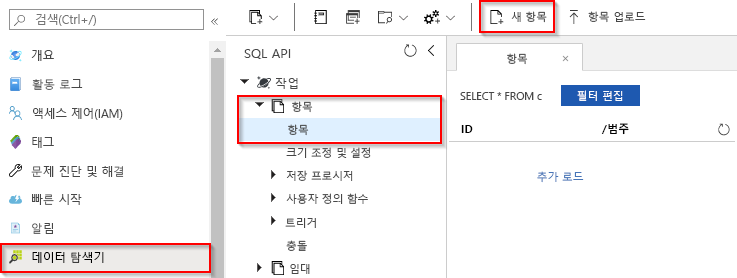 검색(Ctrl+/)
개요
활동 로그
액세스 제어(IAM)
태그
문제 진단 및 해결
빠른 시작
알림
데이터 탐색기
새 항목
항목 업로드
SQL API
작업
항목
항목
크기 조정 및 설정
저장 프로시저
사용자 정의 함수
트리거
충돌
임대
항목
SELECT * FROM c
필터 편집
ID
/범주
추가 로드